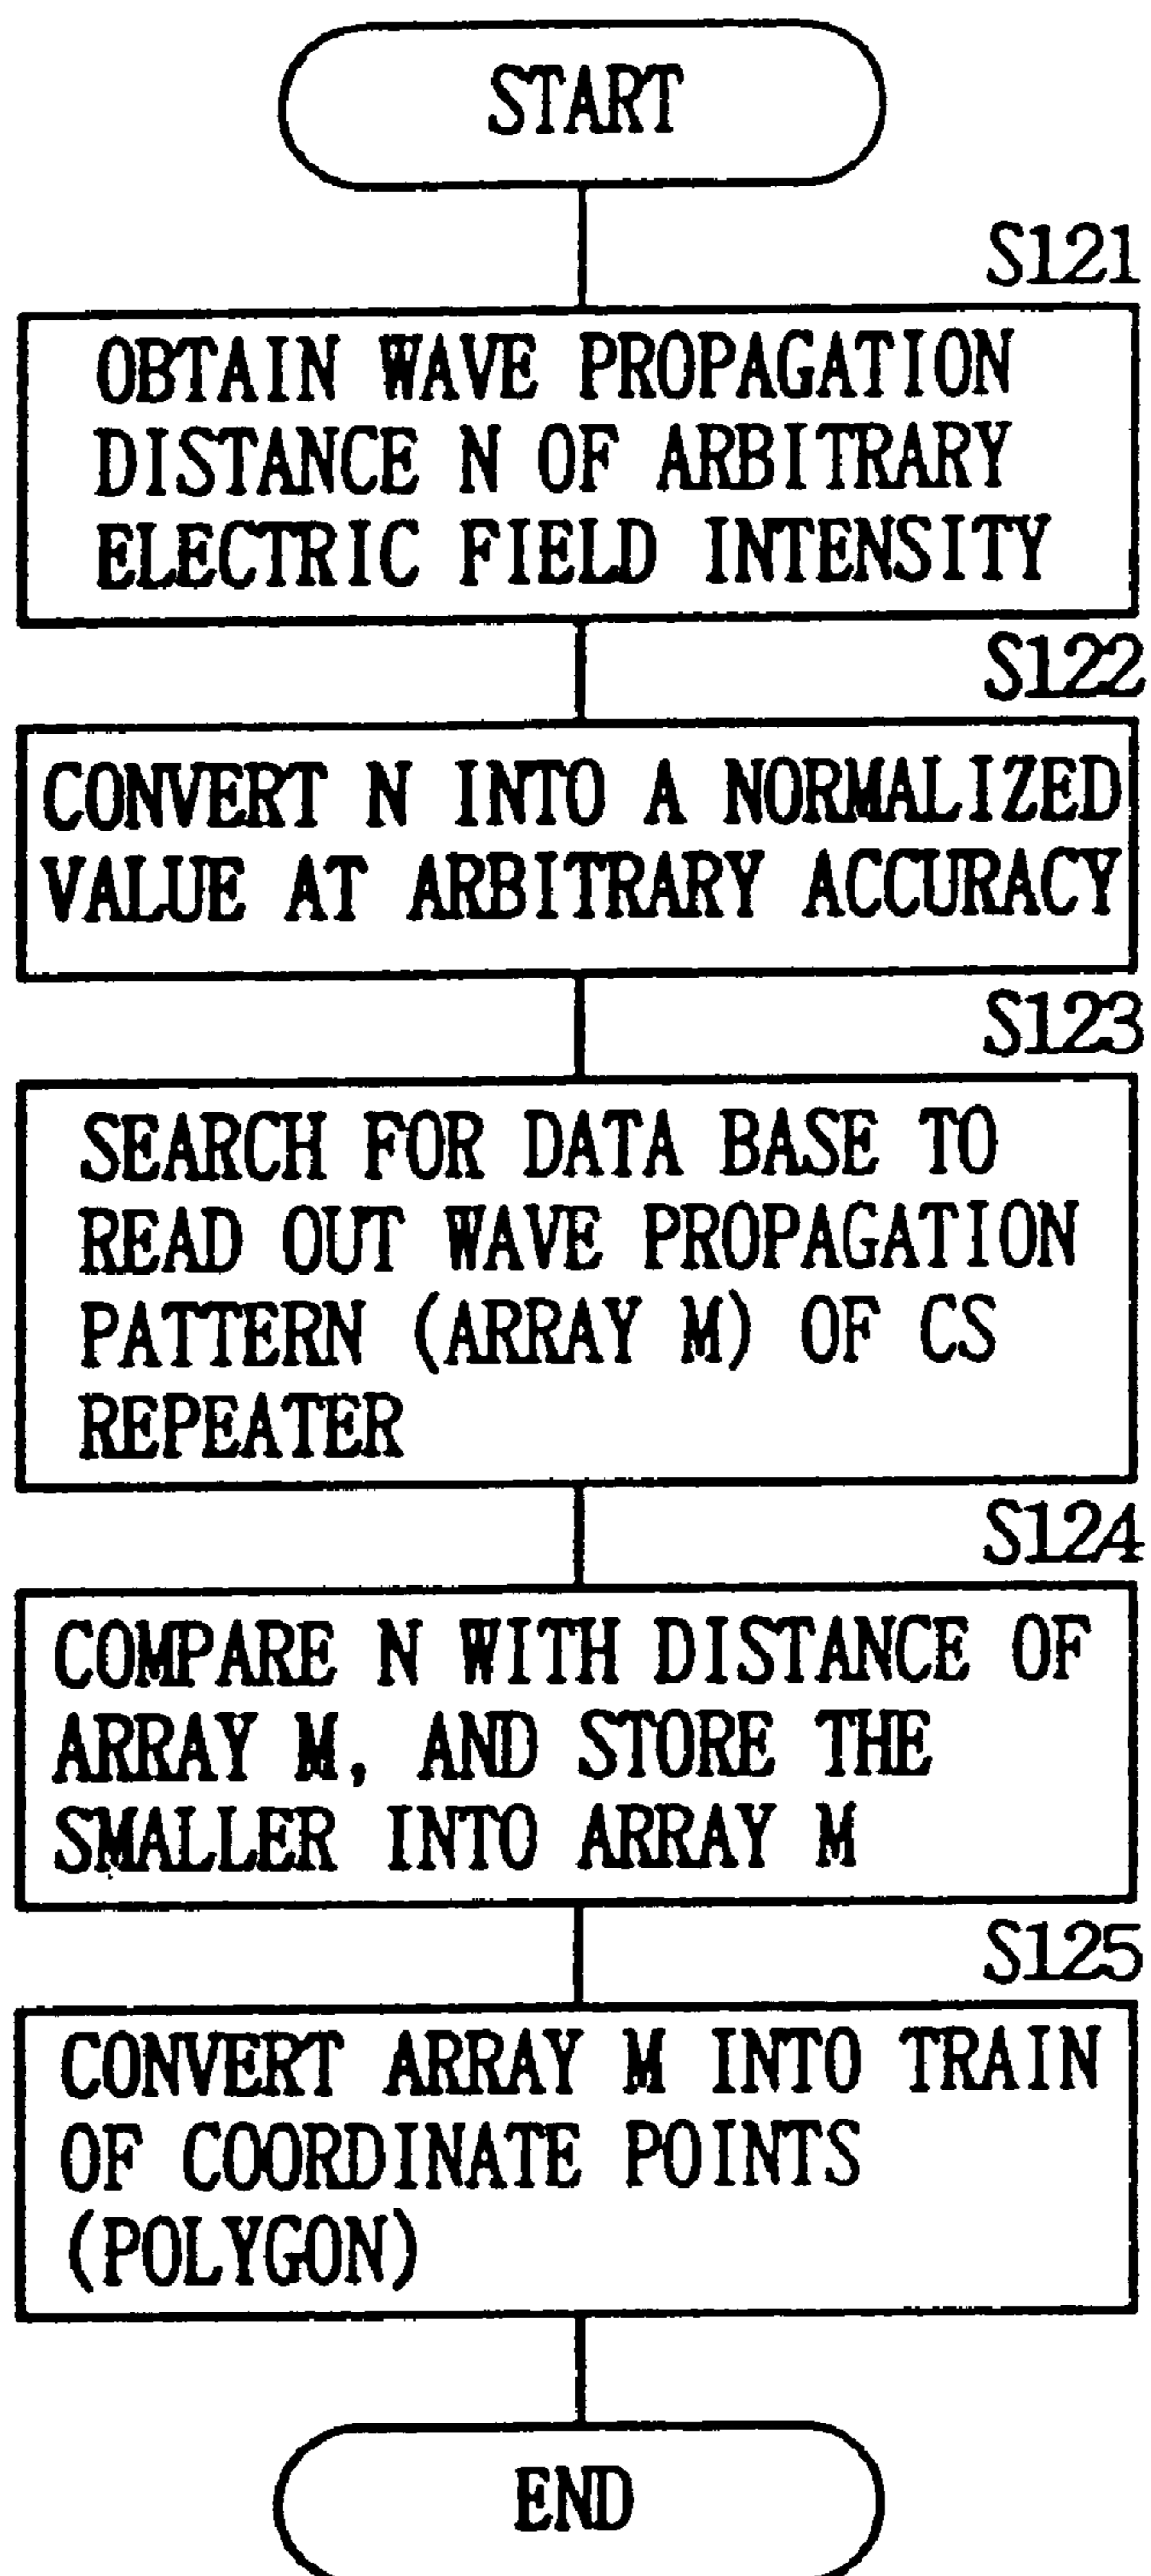 START
S121
OBTAIN WAVE PROPAGATION
DISTANCE N OF ARBITRARY
ELECTRIC FIELD INTENSITY
S122
CONVERT N INTO A NORMALIZED
VALUE AT ARBITRARY ACCURACY
S123
SEARCH FOR DATA BASE TO
READ OUT WAVE PROPAGATION
PATTERN (ARRAY M) OF CS
REPEATER
S124
COMPARE N WITH DISTANCE OF
ARRAY M, AND STORE THE
SMALLER INTO ARRAY M
S125
CONVERT ARRAY M INTO TRAIN
OF COORDINATE POINTS
(POLYGON)
END